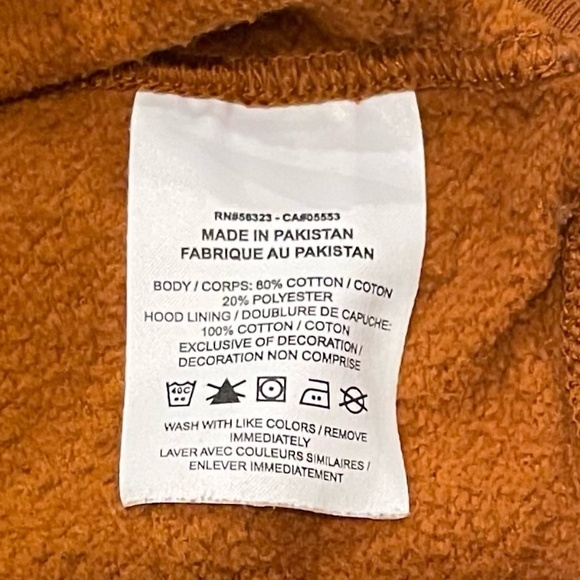 RN#56323 - CA#05553
MADE IN PAKISTAN
FABRIQUE AU PAKISTAN
BODY / CORPS: 80% COTTON / COTON
20% POLYESTER
HOOD LINING / DOUBLURE DE CAPUCHE:
100% COTTON / COTON
EXCLUSIVE OF DECORATION /
DECORATION NON COMPRISE
40C
WASH WITH LIKE COLORS / REMOVE
IMMEDIATELY
LAVER AVEC COULEURS SIMILAIRES /
ENLEVER IMMEDIATEMENT